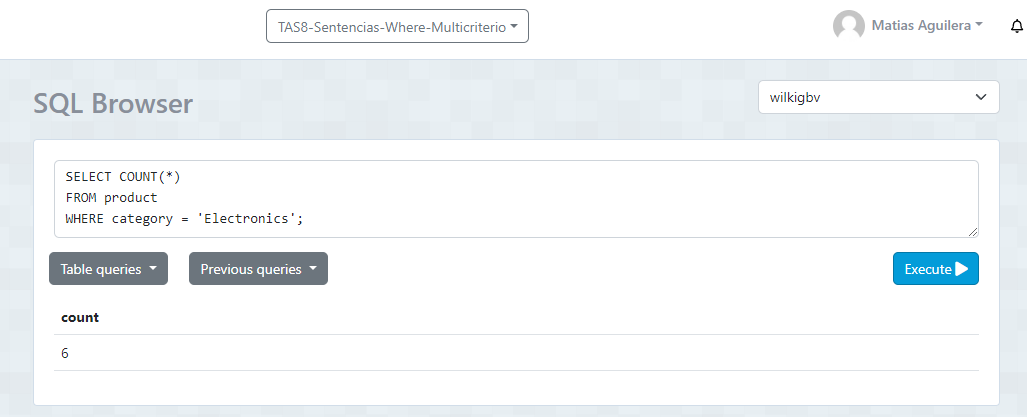 TAS8-Sentencias-Where-Multicriterio
Matias Aguilera
SQL Browser
wilkigbv
SELECT COUNT(*)
FROM product
WHERE category = 'Electronics';
Table queries
Previous queries
Execute
count
6